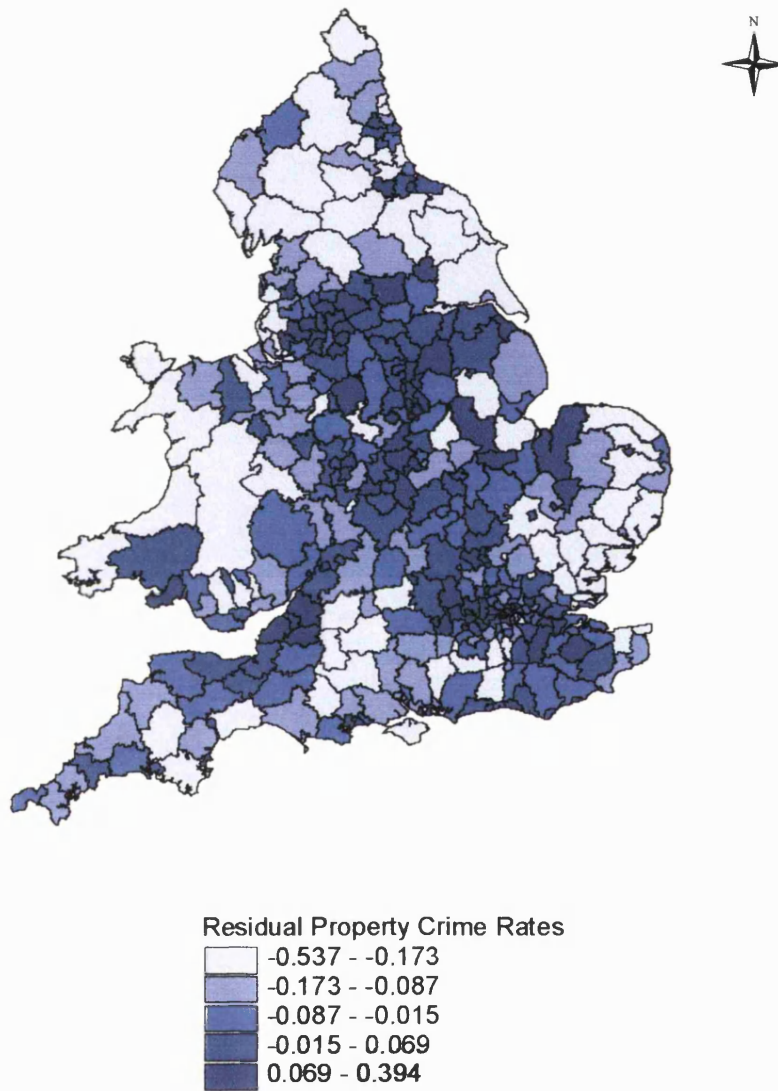 N
Residual Property Crime Rates
-0.537 - -0.173
-0.173 - -0.087
-0.087 - -0.015
-0.015 - 0.069
0.069 - 0.394